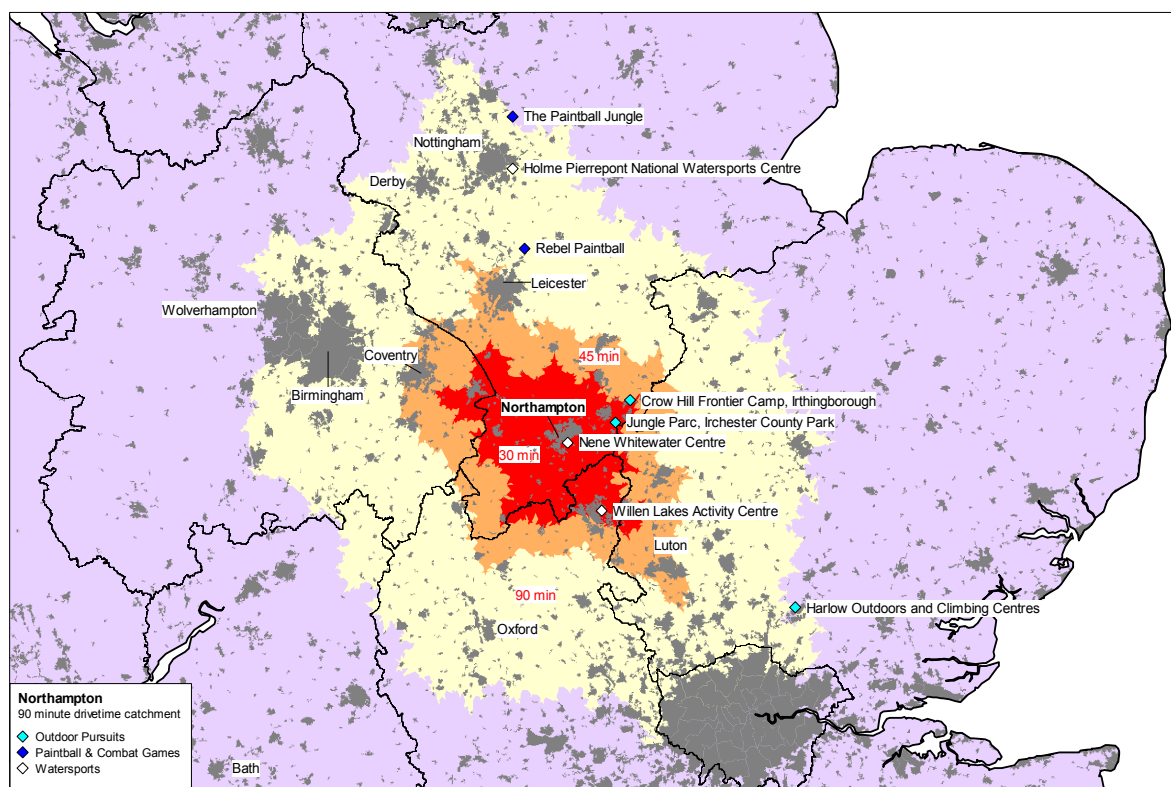 The Paintball Jungle
Nottingham
Holme Pierrepont National Watersports Centre
Derby
Rebel Paintball
Leicester
Wolverhampton
Coventry
45 min
Birmingham
Crow Hill Frontier Camp, Irthingborough
Northampton
Jungle Parc, Irchester County Park
Nene Whitewater Centre
30 min
Willen Lakes Activity Centre
Luton
90 min
Harlow Outdoors and Climbing Centres
Oxford
Northampton
90 minute drivetime catchment
Outdoor Pursuits
Paintball & Combat Games
Watersports
Bath